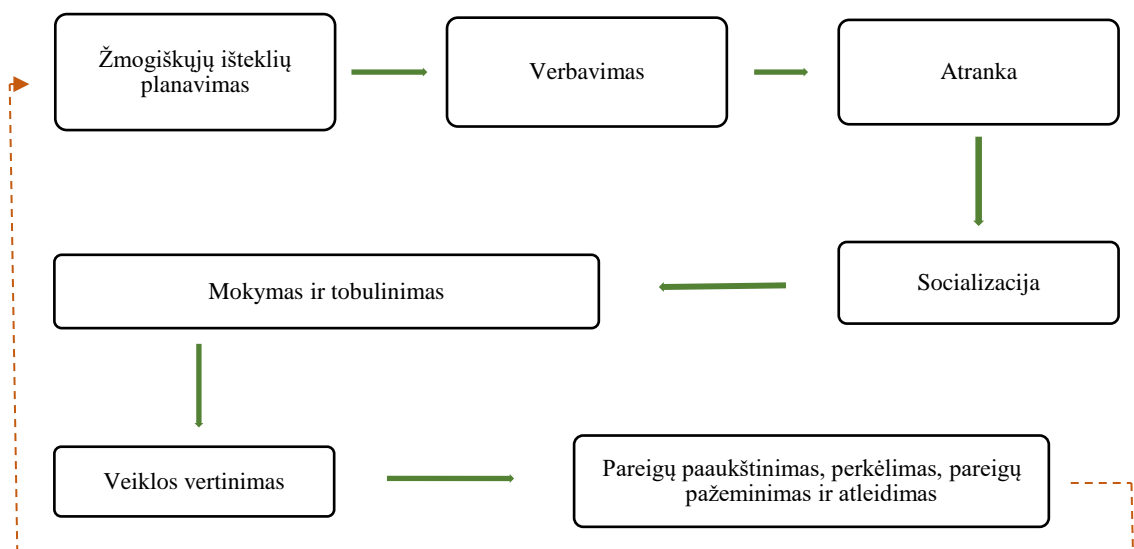 Žmogiškųjų išteklių
planavimas
Verbavimas
Atranka
Socializacija
Mokymas ir tobulinimas
Veiklos vertinimas
Pareigų paaukštinimas, perkėlimas, pareigų
pažeminimas ir atleidimas